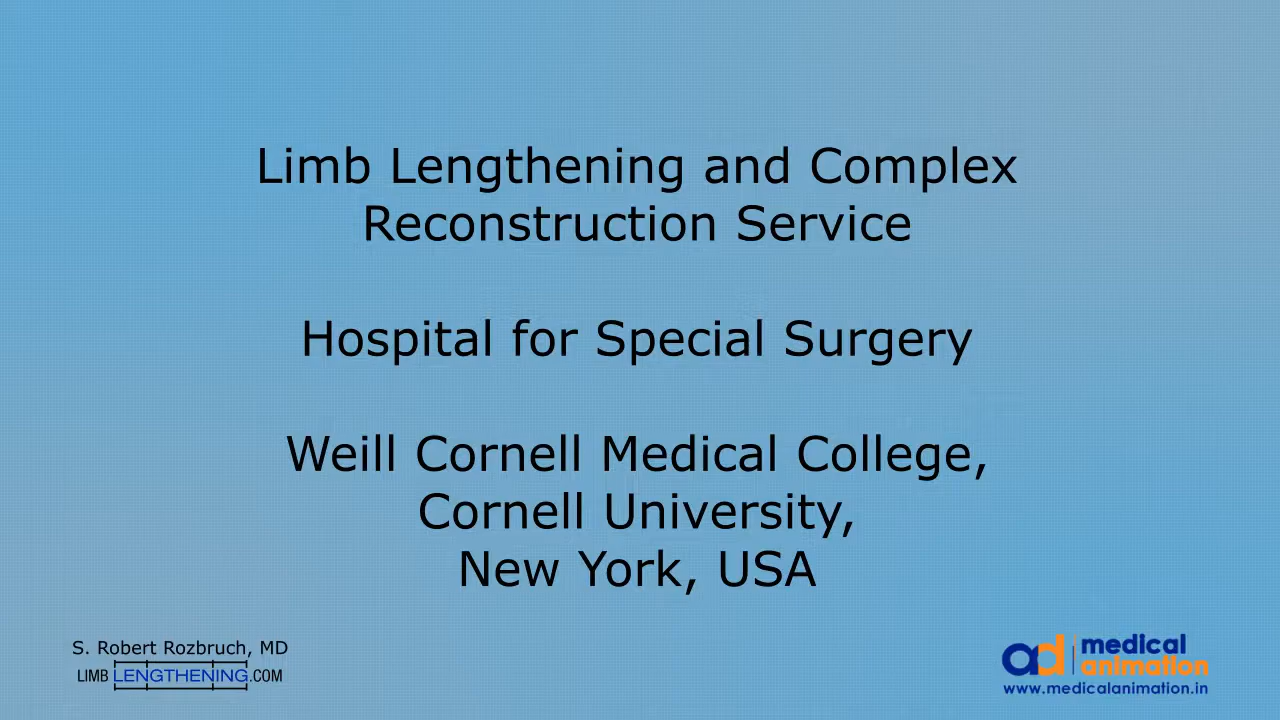 Limb Lengthening and Complex
Reconstruction Service
Hospital for Special Surgery
Weill Cornell Medical College,
Cornell University,
New York, USA
S. Robert Rozbruch, MD
LIMB LENGTHENING.COM
ad medical
animation
www.medicalanimation.in